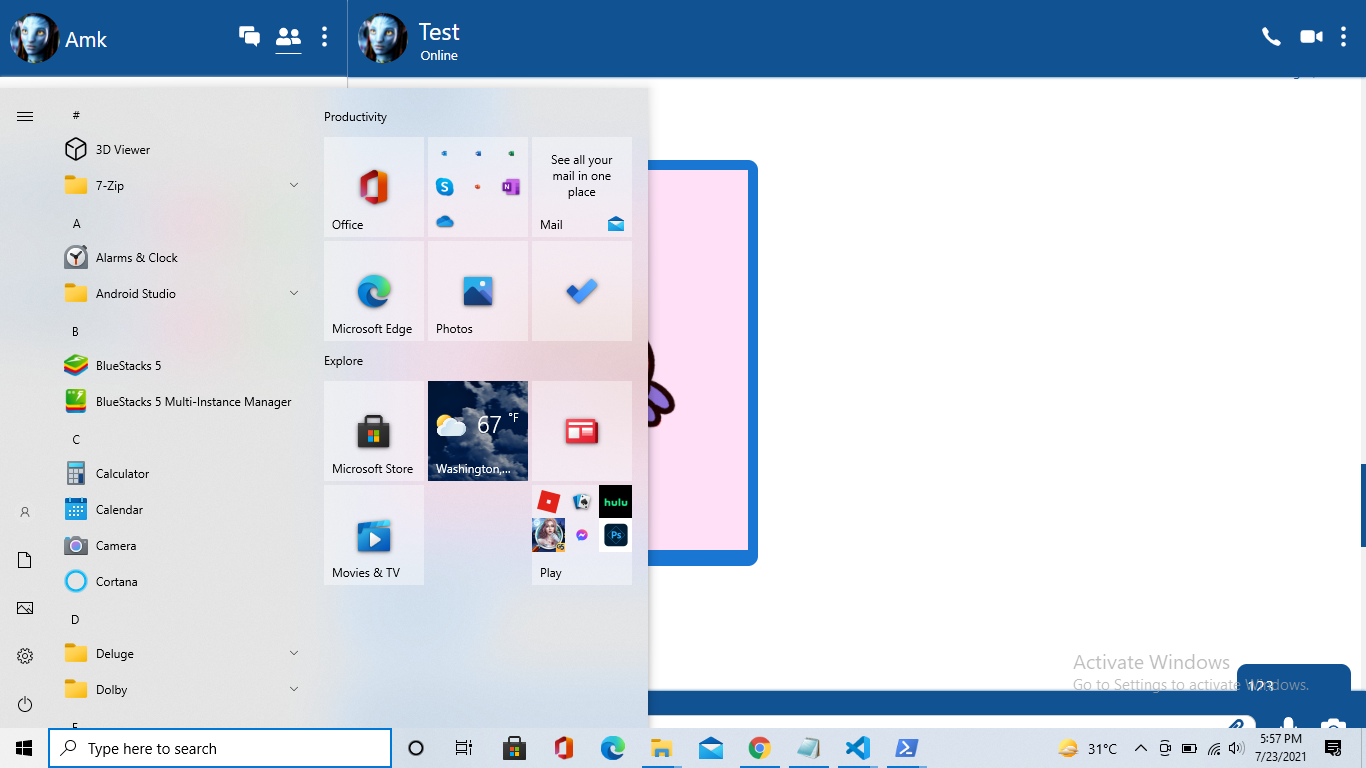 Amk
Test
Online
#
3D Viewer
7-Zip
A
Alarms & Clock
Android Studio
B
BlueStacks 5
BlueStacks 5 Multi-Instance Manager
C
Calculator
Calendar
Camera
Cortana
D
Deluge
Dolby
Productivity
Office
See all your
mail in one
place
Mail
Microsoft Edge
Photos
Explore
Microsoft Store
67 °F
Washington,...
Movies & TV
hulu
Ps
Play
123
Activate Windows
Go to Settings to activate Windows.
Type here to search
31°C
5:57 PM
7/23/2021